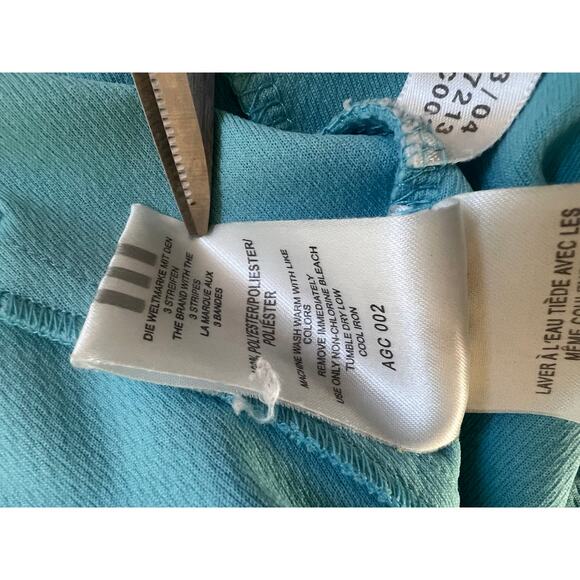 DIE WELTMARKE MIT DEN
3 STREIFEN
THE BRAND WITH THE
3 STRIPES
LA MARQUE AUX
3 BANDES
POLYESTER/POLIESTER/
POLIÉSTER
MACHINE WASH WARM WITH LIKE
COLORS
REMOVE IMMEDIATELY
USE ONLY NON-CHLORINE BLEACH
TUMBLE DRY LOW
COOL IRON
AGC 002
LAVER À L'EAU TIÈDE AVEC LES
MÊME
3/04
7213